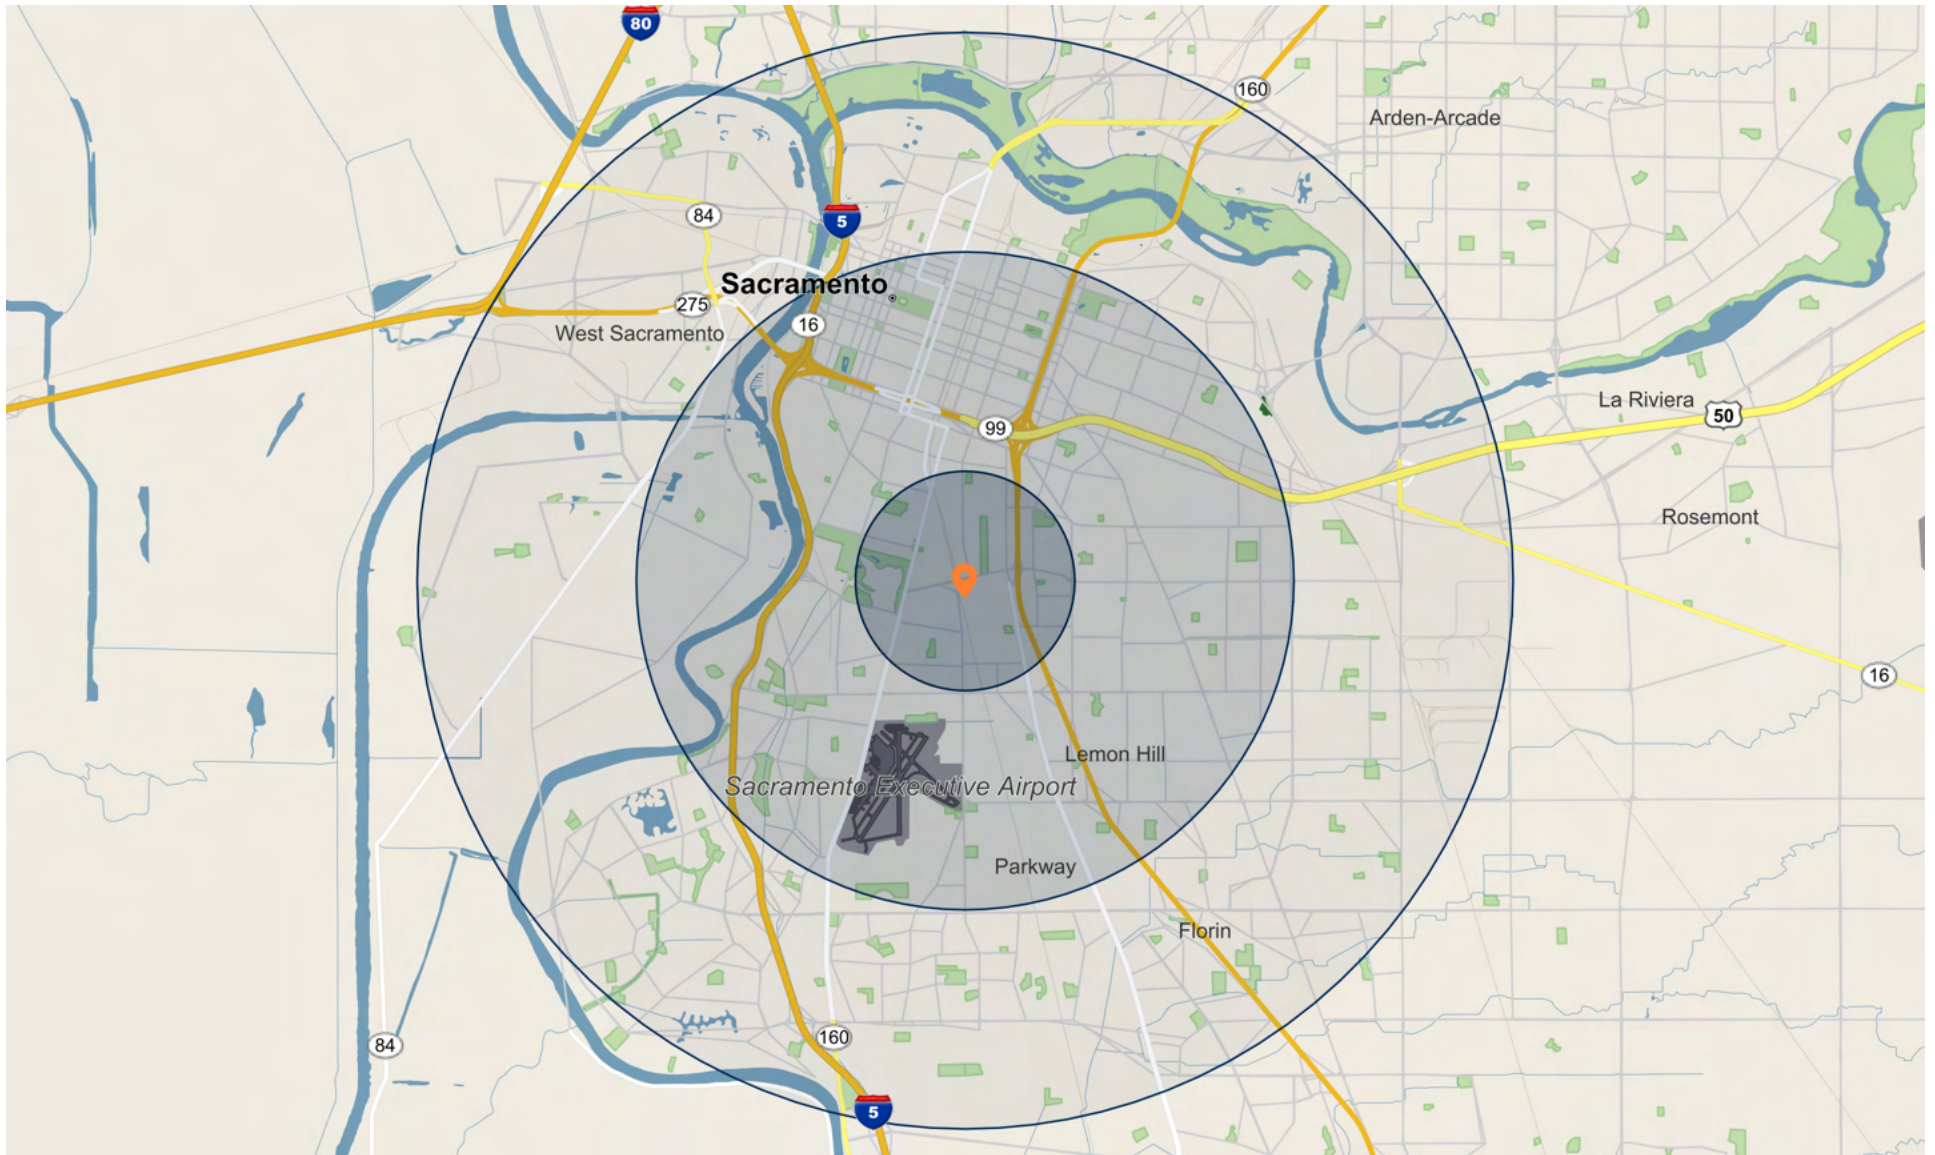 80
160
Arden-Arcade
84
5
Sacramento
275
16
West Sacramento
La Riviera
50
99
Rosemont
16
Lemon Hill
Sacramento Executive Airport
Parkway
Florin
160
84
5